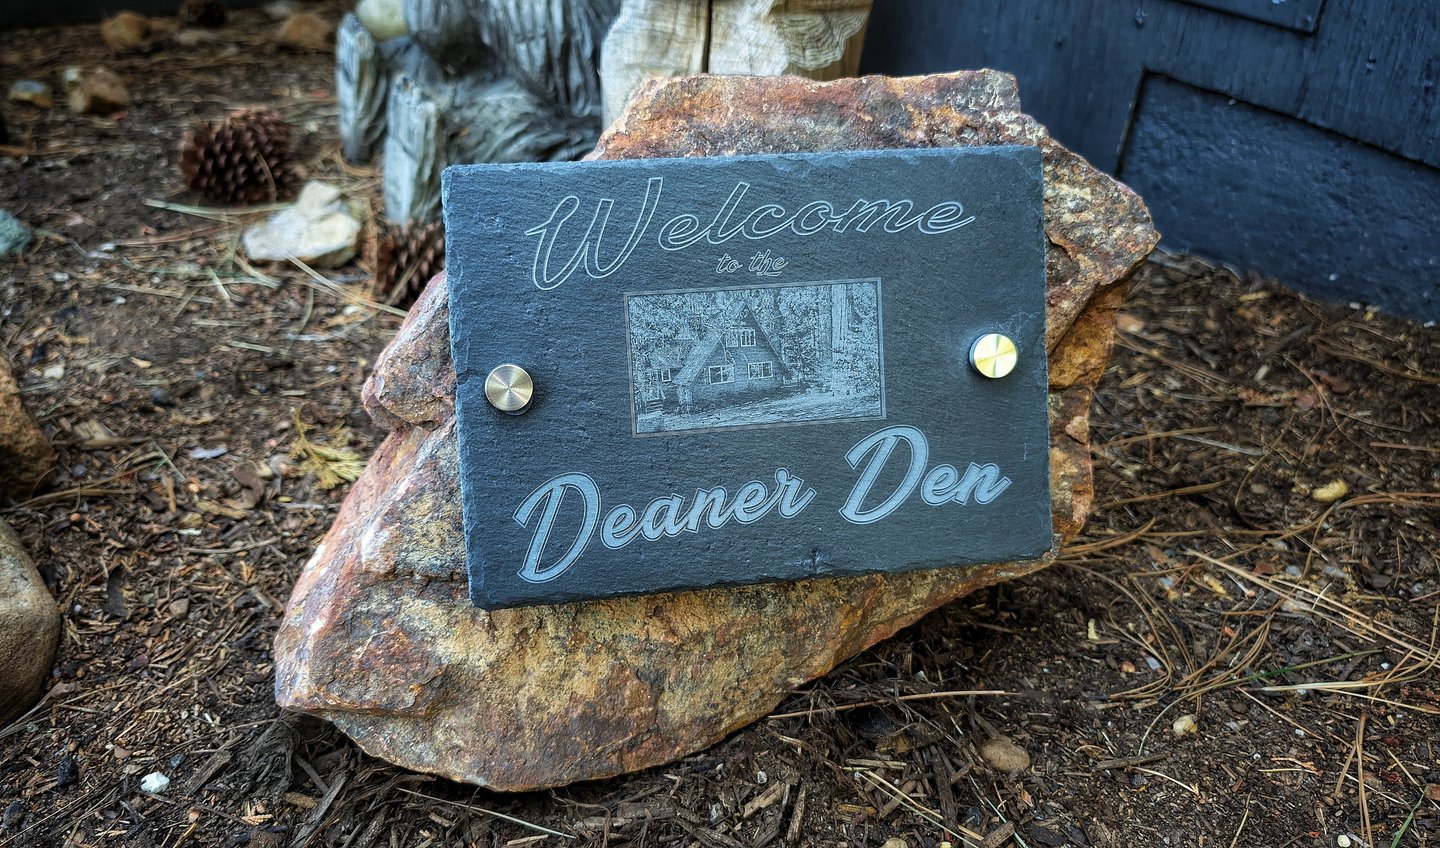 Welcome
to the
Deaner Den